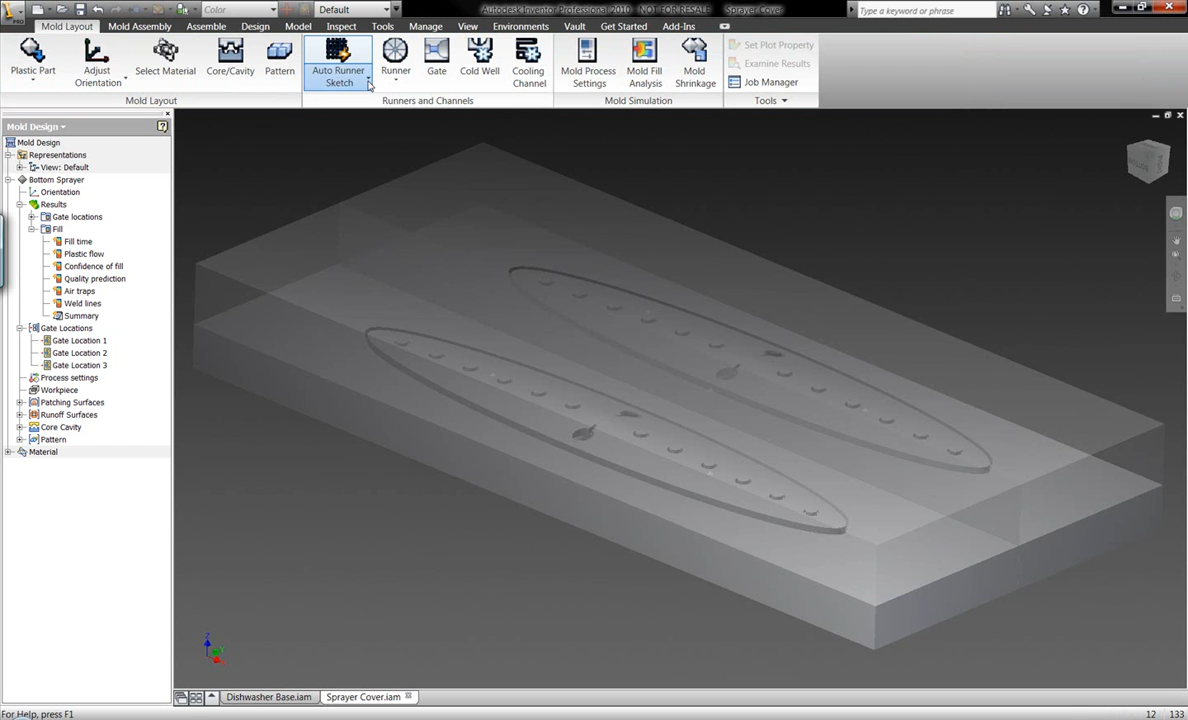 PRO
Color
Default
Autodesk Inventor Professional 2010 - NOT FOR RESALE Sprayer Cover
Type a keyword or phrase
Mold Layout Mold Assembly Assemble Design Model Inspect Tools Manage View Environments Vault Get Started Add-Ins
Plastic Part
Adjust Orientation
Select Material
Core/Cavity
Pattern
Auto Runner Sketch
Runner
Gate
Cold Well
Cooling Channel
Mold Process Settings
Mold Fill Analysis
Mold Shrinkage
Set Plot Property
Examine Results
Job Manager
Mold Layout
Runners and Channels
Mold Simulation
Tools
Mold Design
Mold Design
Representations
View: Default
Bottom Sprayer
Orientation
Results
Gate locations
Fill
Fill time
Plastic flow
Confidence of fill
Quality prediction
Air traps
Weld lines
Summary
Gate Locations
Gate Location 1
Gate Location 2
Gate Location 3
Process settings
Workpiece
Patching Surfaces
Runoff Surfaces
Core Cavity
Pattern
Material
Z
Dishwasher Base.iam
Sprayer Cover.iam
For Help, press F1
12 133